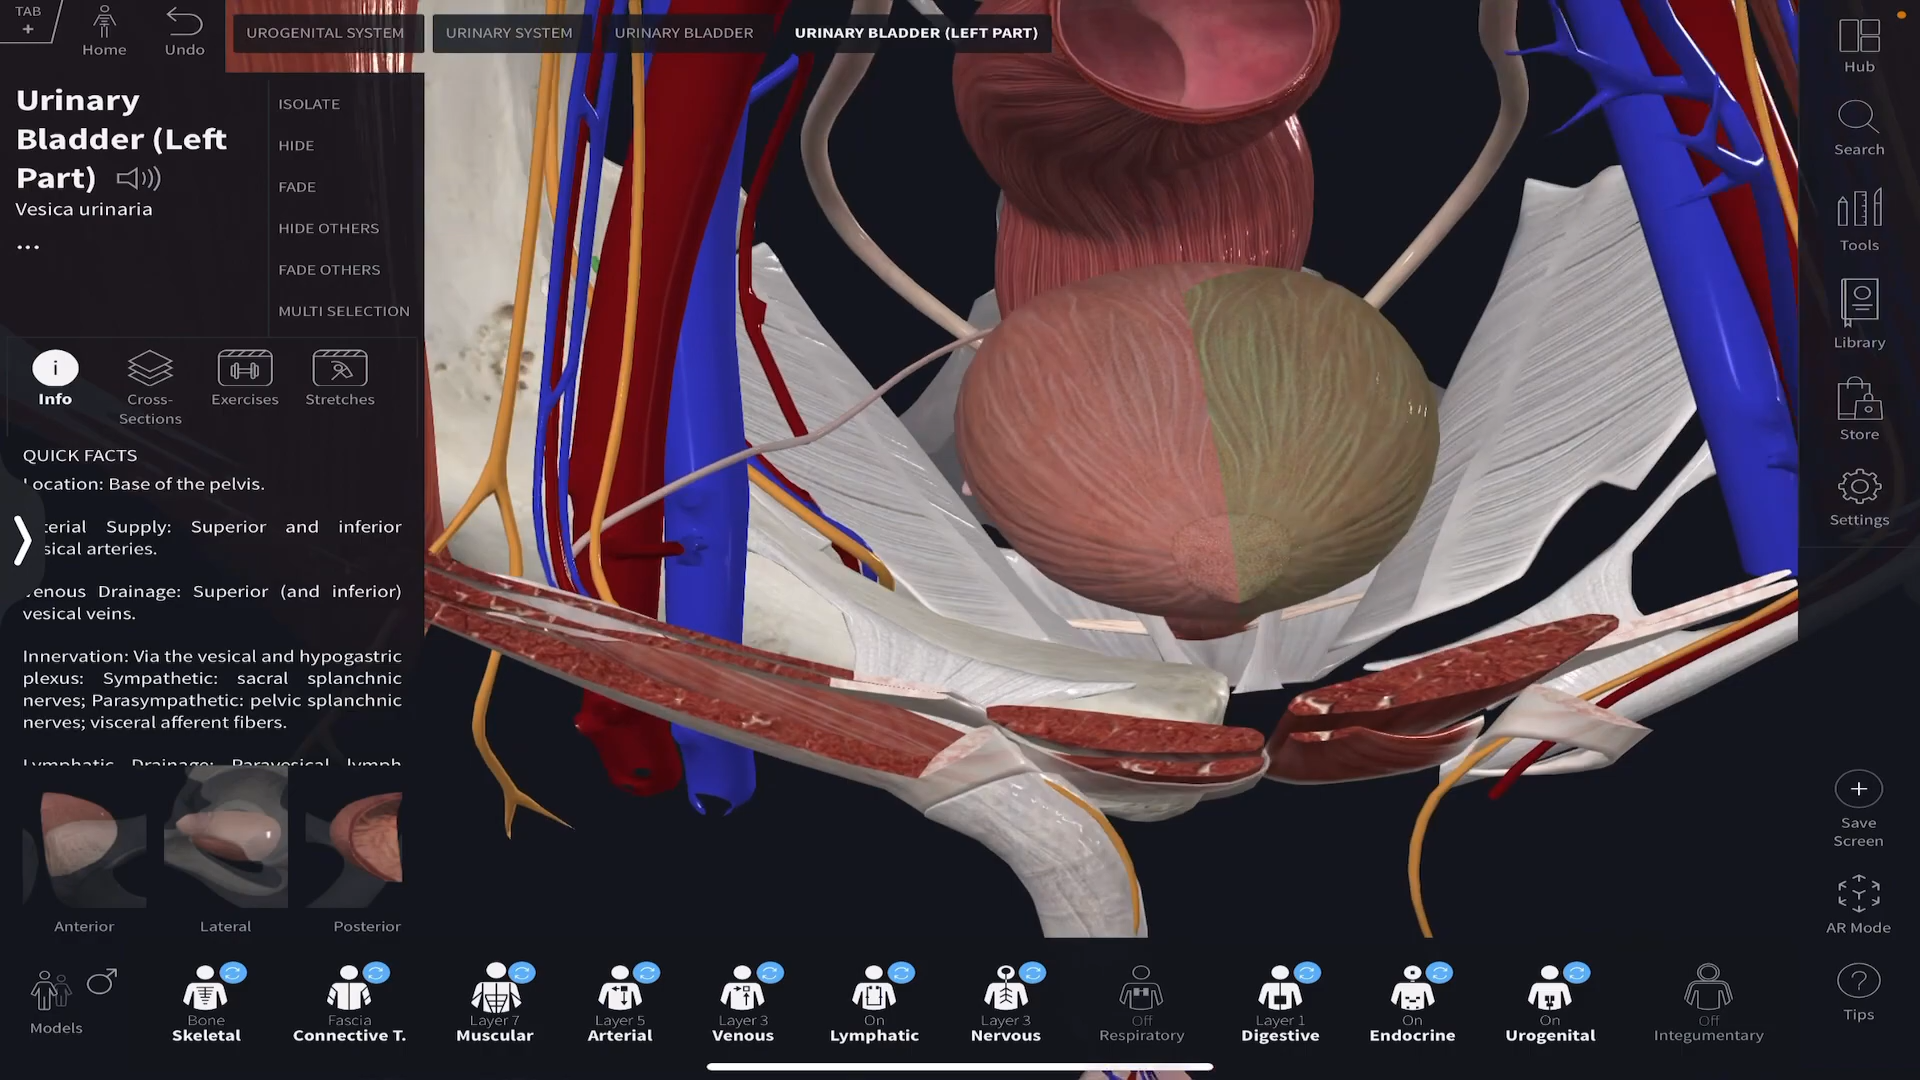 TAB
+
Home
Undo
UROGENITAL SYSTEM
URINARY SYSTEM
URINARY BLADDER
URINARY BLADDER (LEFT PART)
Urinary
Bladder (Left
Part)
Vesica urinaria
...
ISOLATE
HIDE
FADE
HIDE OTHERS
FADE OTHERS
MULTI SELECTION
i
Info
Cross-
Sections
Exercises
Stretches
QUICK FACTS
Location: Base of the pelvis.
Supply: Superior and inferior
arteries.
Drainage: Superior (and inferior)
vesical veins.
Innervation: Via the vesical and hypogastric
plexus: Sympathetic: sacral splanchnic
nerves; Parasympathetic: pelvic splanchnic
nerves; visceral afferent fibers.
Lymphatic Drainage: Paravesical lymph
Anterior
Lateral
Posterior
Hub
Search
Tools
Library
Store
Settings
+
Save
Screen
AR Mode
?
Tips
Models
Bone
Skeletal
Fascia
Connective T.
Layer 7
Muscular
Layer 5
Arterial
Layer 3
Venous
On
Lymphatic
Layer 3
Nervous
Off
Respiratory
Layer 1
Digestive
On
Endocrine
On
Urogenital
Off
Integumentary